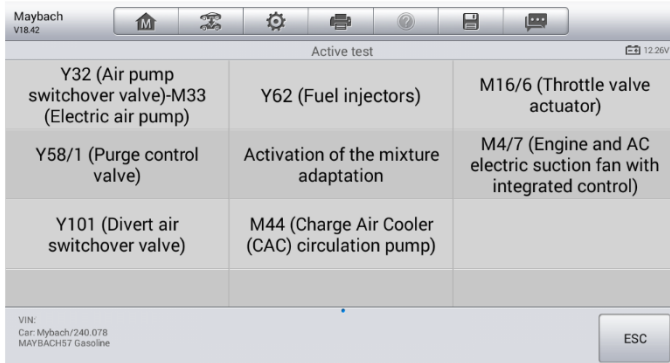 Maybach
V18.42
M
Active test
12.26V
Y32 (Air pump
switchover valve)-M33
(Electric air pump)
Y62 (Fuel injectors)
M16/6 (Throttle valve
actuator)
Y58/1 (Purge control
valve)
Activation of the mixture
adaptation
M4/7 (Engine and AC
electric suction fan with
integrated control)
Y101 (Divert air
switchover valve)
M44 (Charge Air Cooler
(CAC) circulation pump)
VIN:
Car: Mybach/240.078
MAYBACH57 Gasoline
ESC